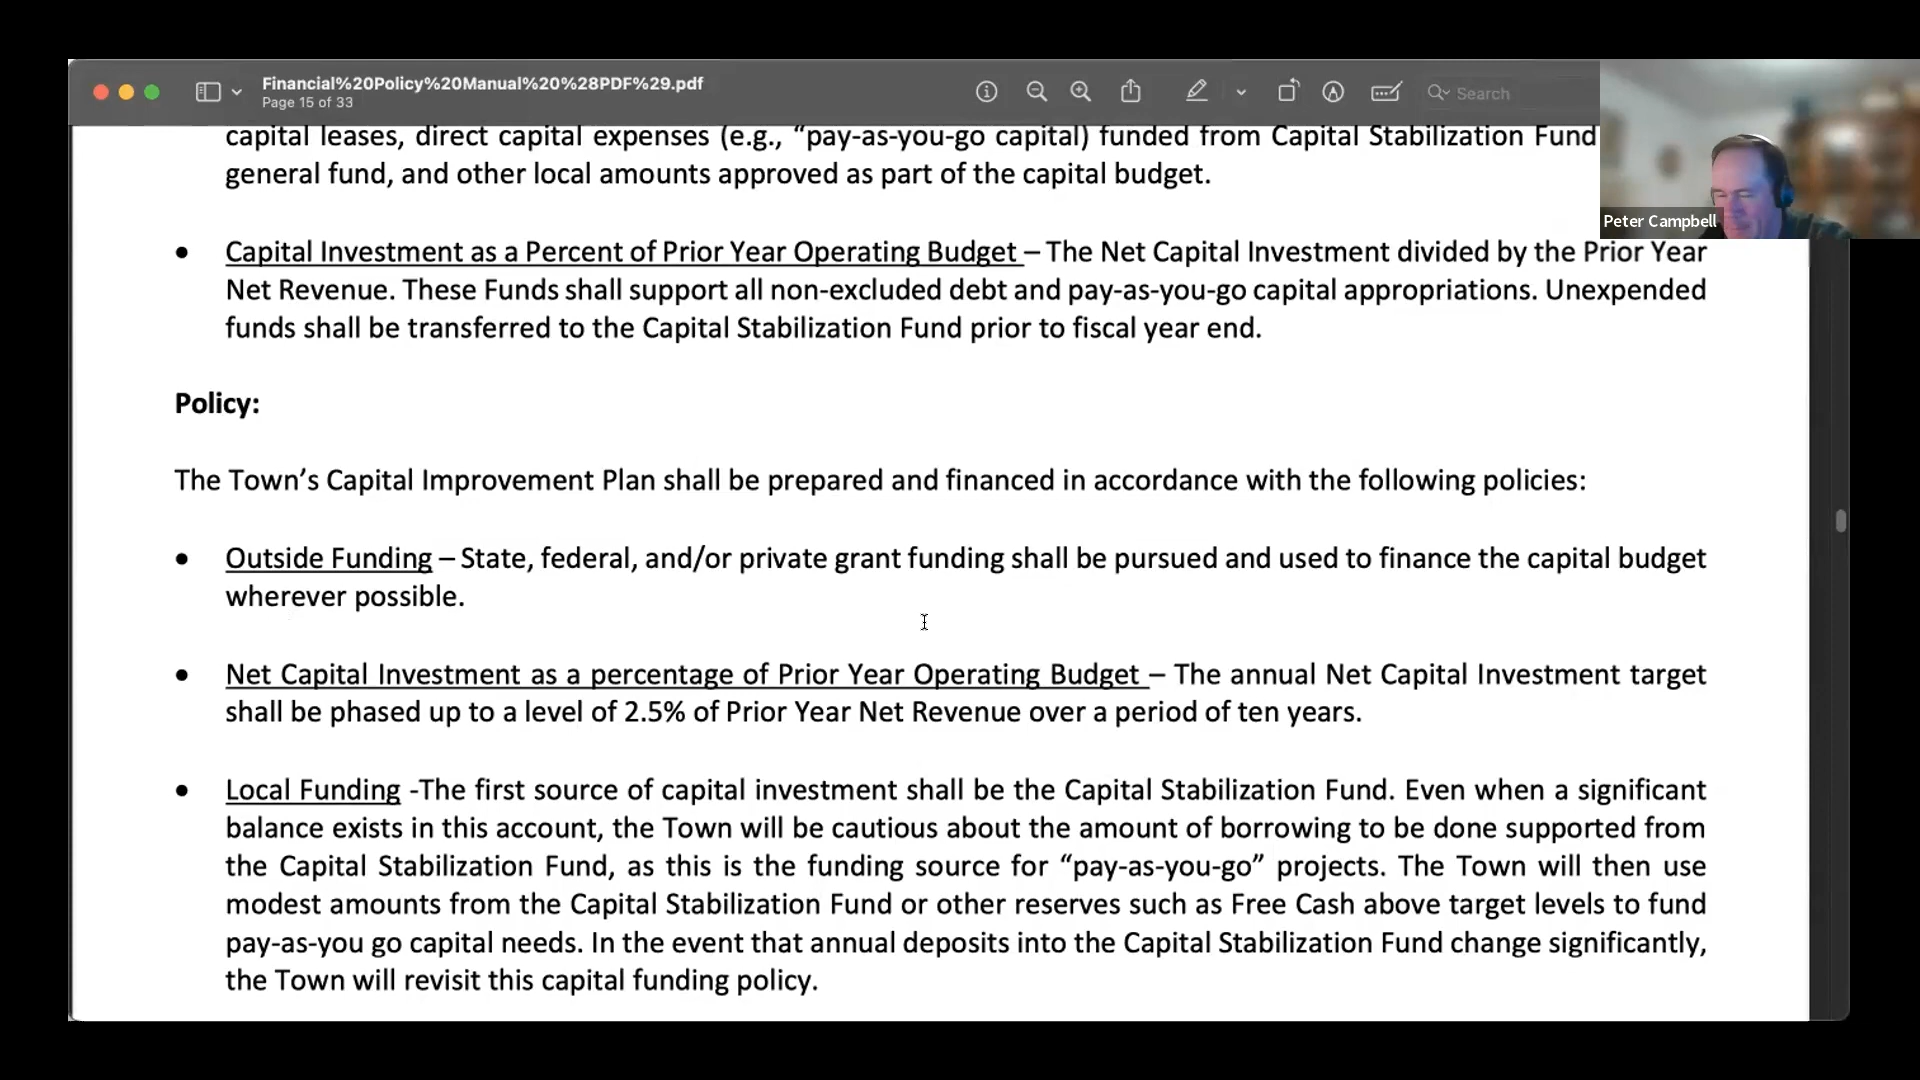 Financial%20Policy%20Manual%20%28PDF%29.pdf
Page 15 of 33
Search
Peter Campbell
capital leases, direct capital expenses (e.g., “pay-as-you-go capital) funded from Capital Stabilization Fund
general fund, and other local amounts approved as part of the capital budget.
• Capital Investment as a Percent of Prior Year Operating Budget – The Net Capital Investment divided by the Prior Year
Net Revenue. These Funds shall support all non-excluded debt and pay-as-you-go capital appropriations. Unexpended
funds shall be transferred to the Capital Stabilization Fund prior to fiscal year end.
Policy:
The Town’s Capital Improvement Plan shall be prepared and financed in accordance with the following policies:
• Outside Funding – State, federal, and/or private grant funding shall be pursued and used to finance the capital budget
wherever possible.
• Net Capital Investment as a percentage of Prior Year Operating Budget – The annual Net Capital Investment target
shall be phased up to a level of 2.5% of Prior Year Net Revenue over a period of ten years.
• Local Funding -The first source of capital investment shall be the Capital Stabilization Fund. Even when a significant
balance exists in this account, the Town will be cautious about the amount of borrowing to be done supported from
the Capital Stabilization Fund, as this is the funding source for “pay-as-you-go” projects. The Town will then use
modest amounts from the Capital Stabilization Fund or other reserves such as Free Cash above target levels to fund
pay-as-you go capital needs. In the event that annual deposits into the Capital Stabilization Fund change significantly,
the Town will revisit this capital funding policy.